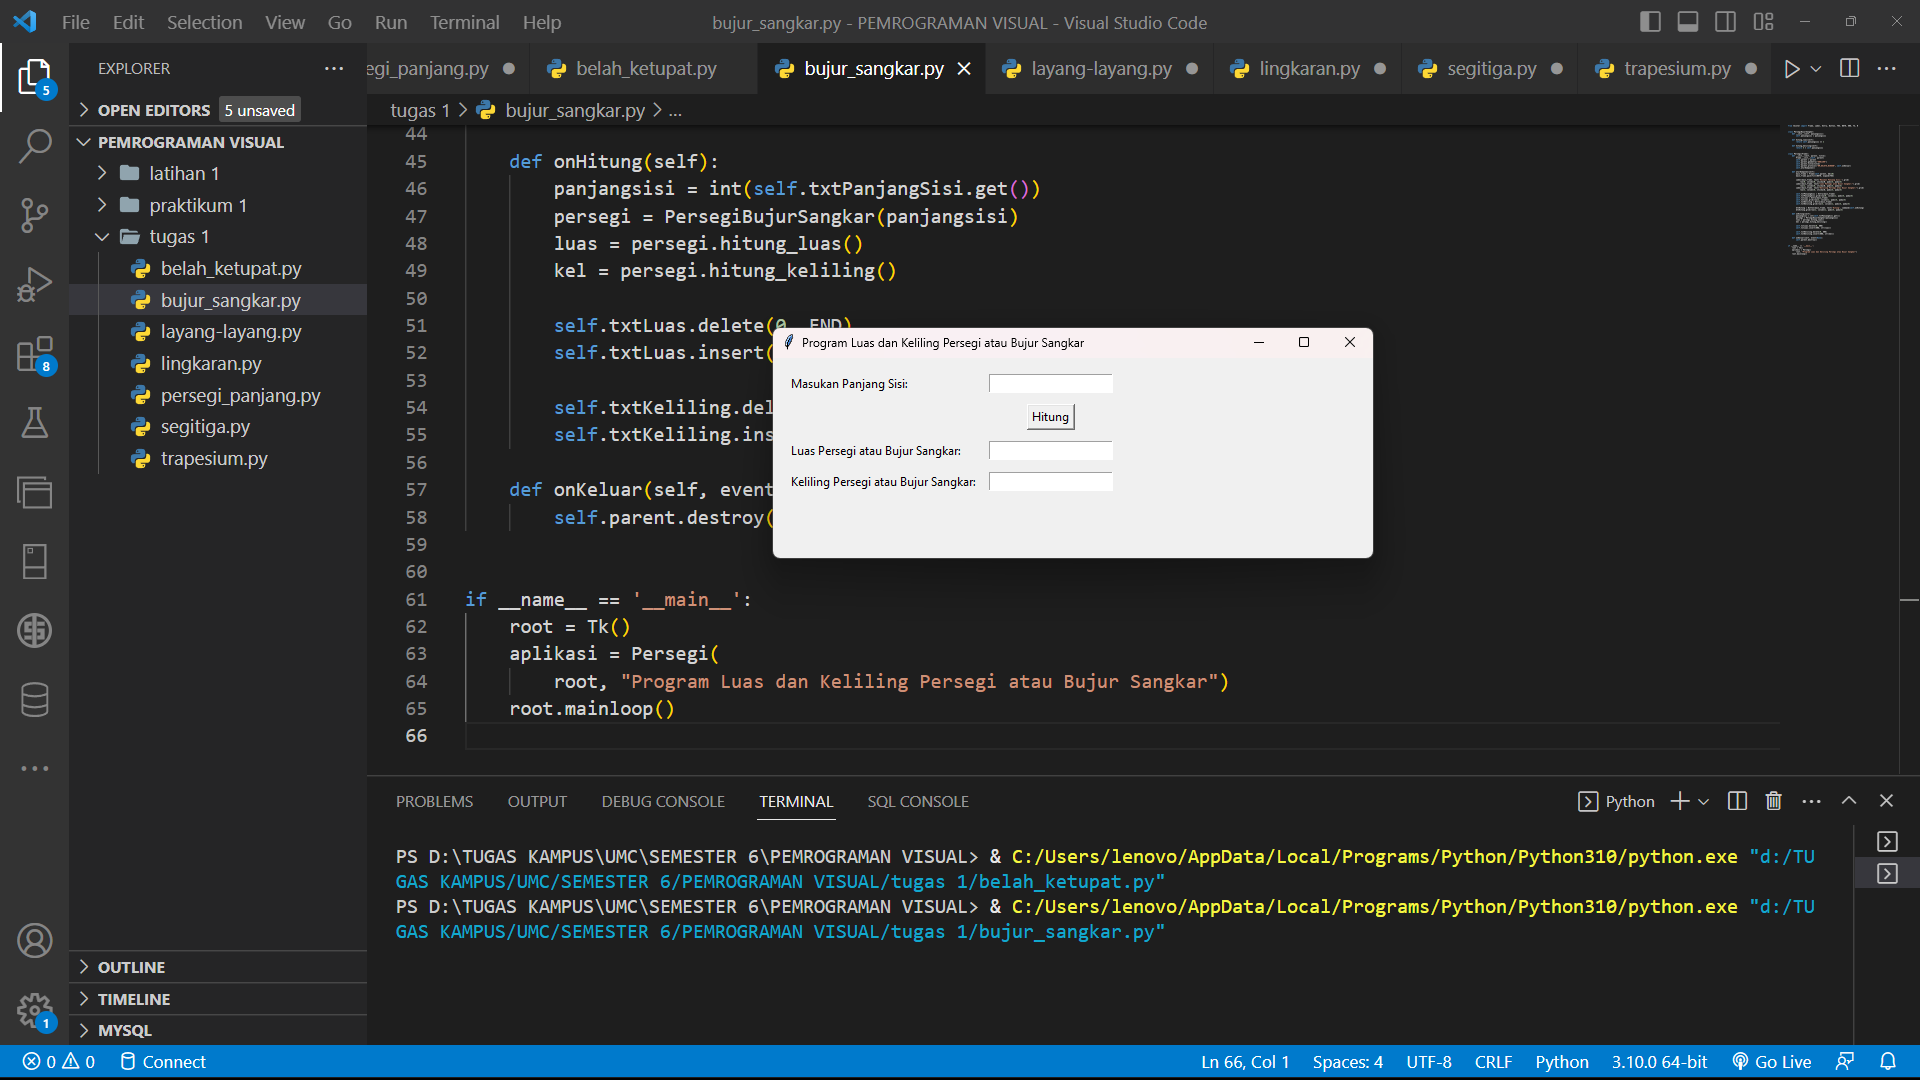 File Edit Selection View Go Run Terminal Help
bujur_sangkar.py - PEMROGRAMAN VISUAL - Visual Studio Code
EXPLORER
egi_panjang.py belah_ketupat.py bujur_sangkar.py layang-layang.py lingkaran.py segitiga.py trapesium.py
5
OPEN EDITORS 5 unsaved
tugas 1 > bujur_sangkar.py > ...
PEMROGRAMAN VISUAL
latihan 1
praktikum 1
tugas 1
belah_ketupat.py
bujur_sangkar.py
layang-layang.py
lingkaran.py
persegi_panjang.py
segitiga.py
trapesium.py
8
OUTLINE
TIMELINE
MYSQL
1
44
45 def onHitung(self):
46 panjangsisi = int(self.txtPanjangSisi.get())
47 persegi = PersegiBujurSangkar(panjangsisi)
48 luas = persegi.hitung_luas()
49 kel = persegi.hitung_keliling()
50
51 self.txtLuas.delete(0, END)
52 self.txtLuas.insert(
53
54 self.txtKeliling.del
55 self.txtKeliling.ins
56
57 def onKeluar(self, event
58 self.parent.destroy(
59
60
61 if __name__ == '__main__':
62 root = Tk()
63 aplikasi = Persegi(
64 root, "Program Luas dan Keliling Persegi atau Bujur Sangkar")
65 root.mainloop()
66
Program Luas dan Keliling Persegi atau Bujur Sangkar
Masukan Panjang Sisi:
Hitung
Luas Persegi atau Bujur Sangkar:
Keliling Persegi atau Bujur Sangkar:
PROBLEMS OUTPUT DEBUG CONSOLE TERMINAL SQL CONSOLE
Python
PS D:\TUGAS KAMPUS\UMC\SEMESTER 6\PEMROGRAMAN VISUAL> & C:/Users/lenovo/AppData/Local/Programs/Python/Python310/python.exe "d:/TU
GAS KAMPUS/UMC/SEMESTER 6/PEMROGRAMAN VISUAL/tugas 1/belah_ketupat.py"
PS D:\TUGAS KAMPUS\UMC\SEMESTER 6\PEMROGRAMAN VISUAL> & C:/Users/lenovo/AppData/Local/Programs/Python/Python310/python.exe "d:/TU
GAS KAMPUS/UMC/SEMESTER 6/PEMROGRAMAN VISUAL/tugas 1/bujur_sangkar.py"
0 0 Connect
Ln 66, Col 1 Spaces: 4 UTF-8 CRLF Python 3.10.0 64-bit Go Live